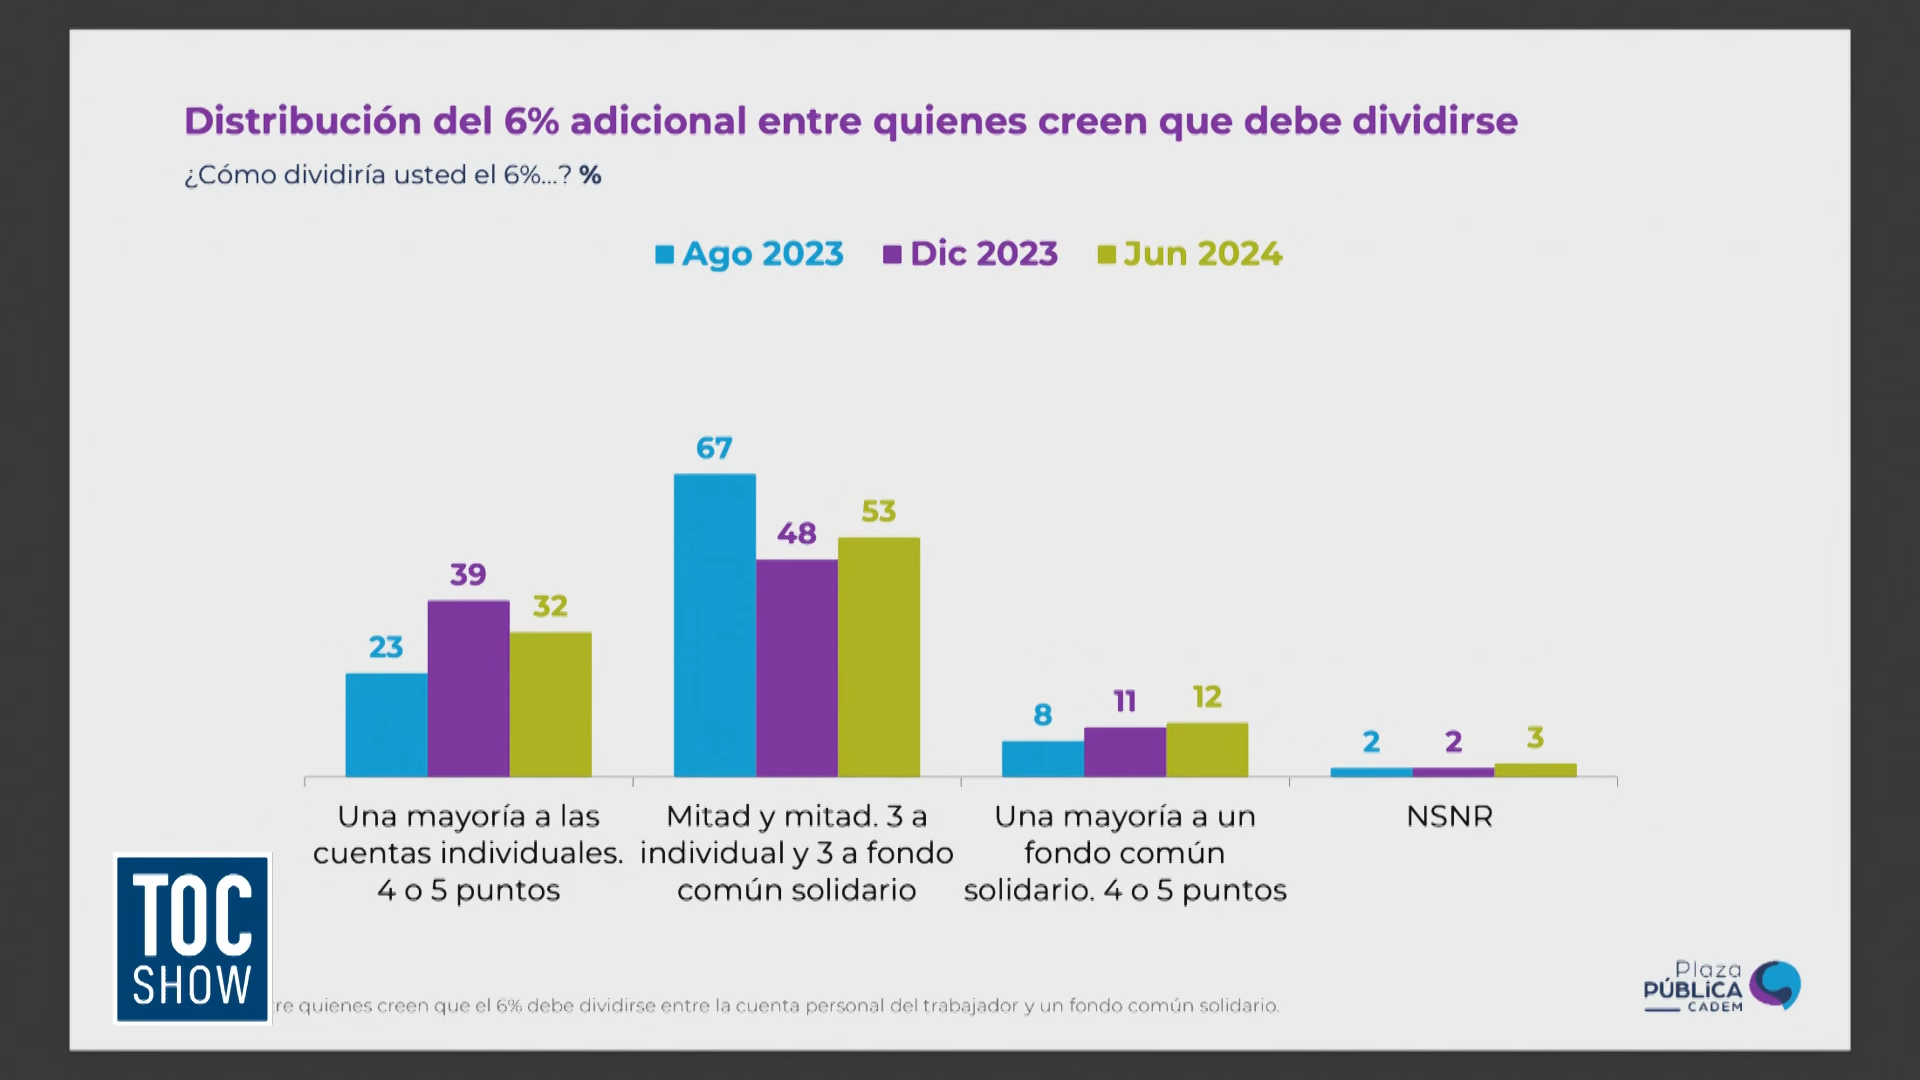 Distribución del 6% adicional entre quienes creen que debe dividirse
¿Cómo dividiría usted el 6%...? %
Ago 2023 Dic 2023 Jun 2024
23 39 32
67 48 53
8 11 12
2 2 3
Una mayoría a las
cuentas individuales.
4 o 5 puntos
Mitad y mitad. 3 a
individual y 3 a fondo
común solidario
Una mayoría a un
fondo común
solidario. 4 o 5 puntos
NSNR
TOC
SHOW
quienes creen que el 6% debe dividirse entre la cuenta personal del trabajador y un fondo común solidario.
Plaza
PÚBLICA
CADEM